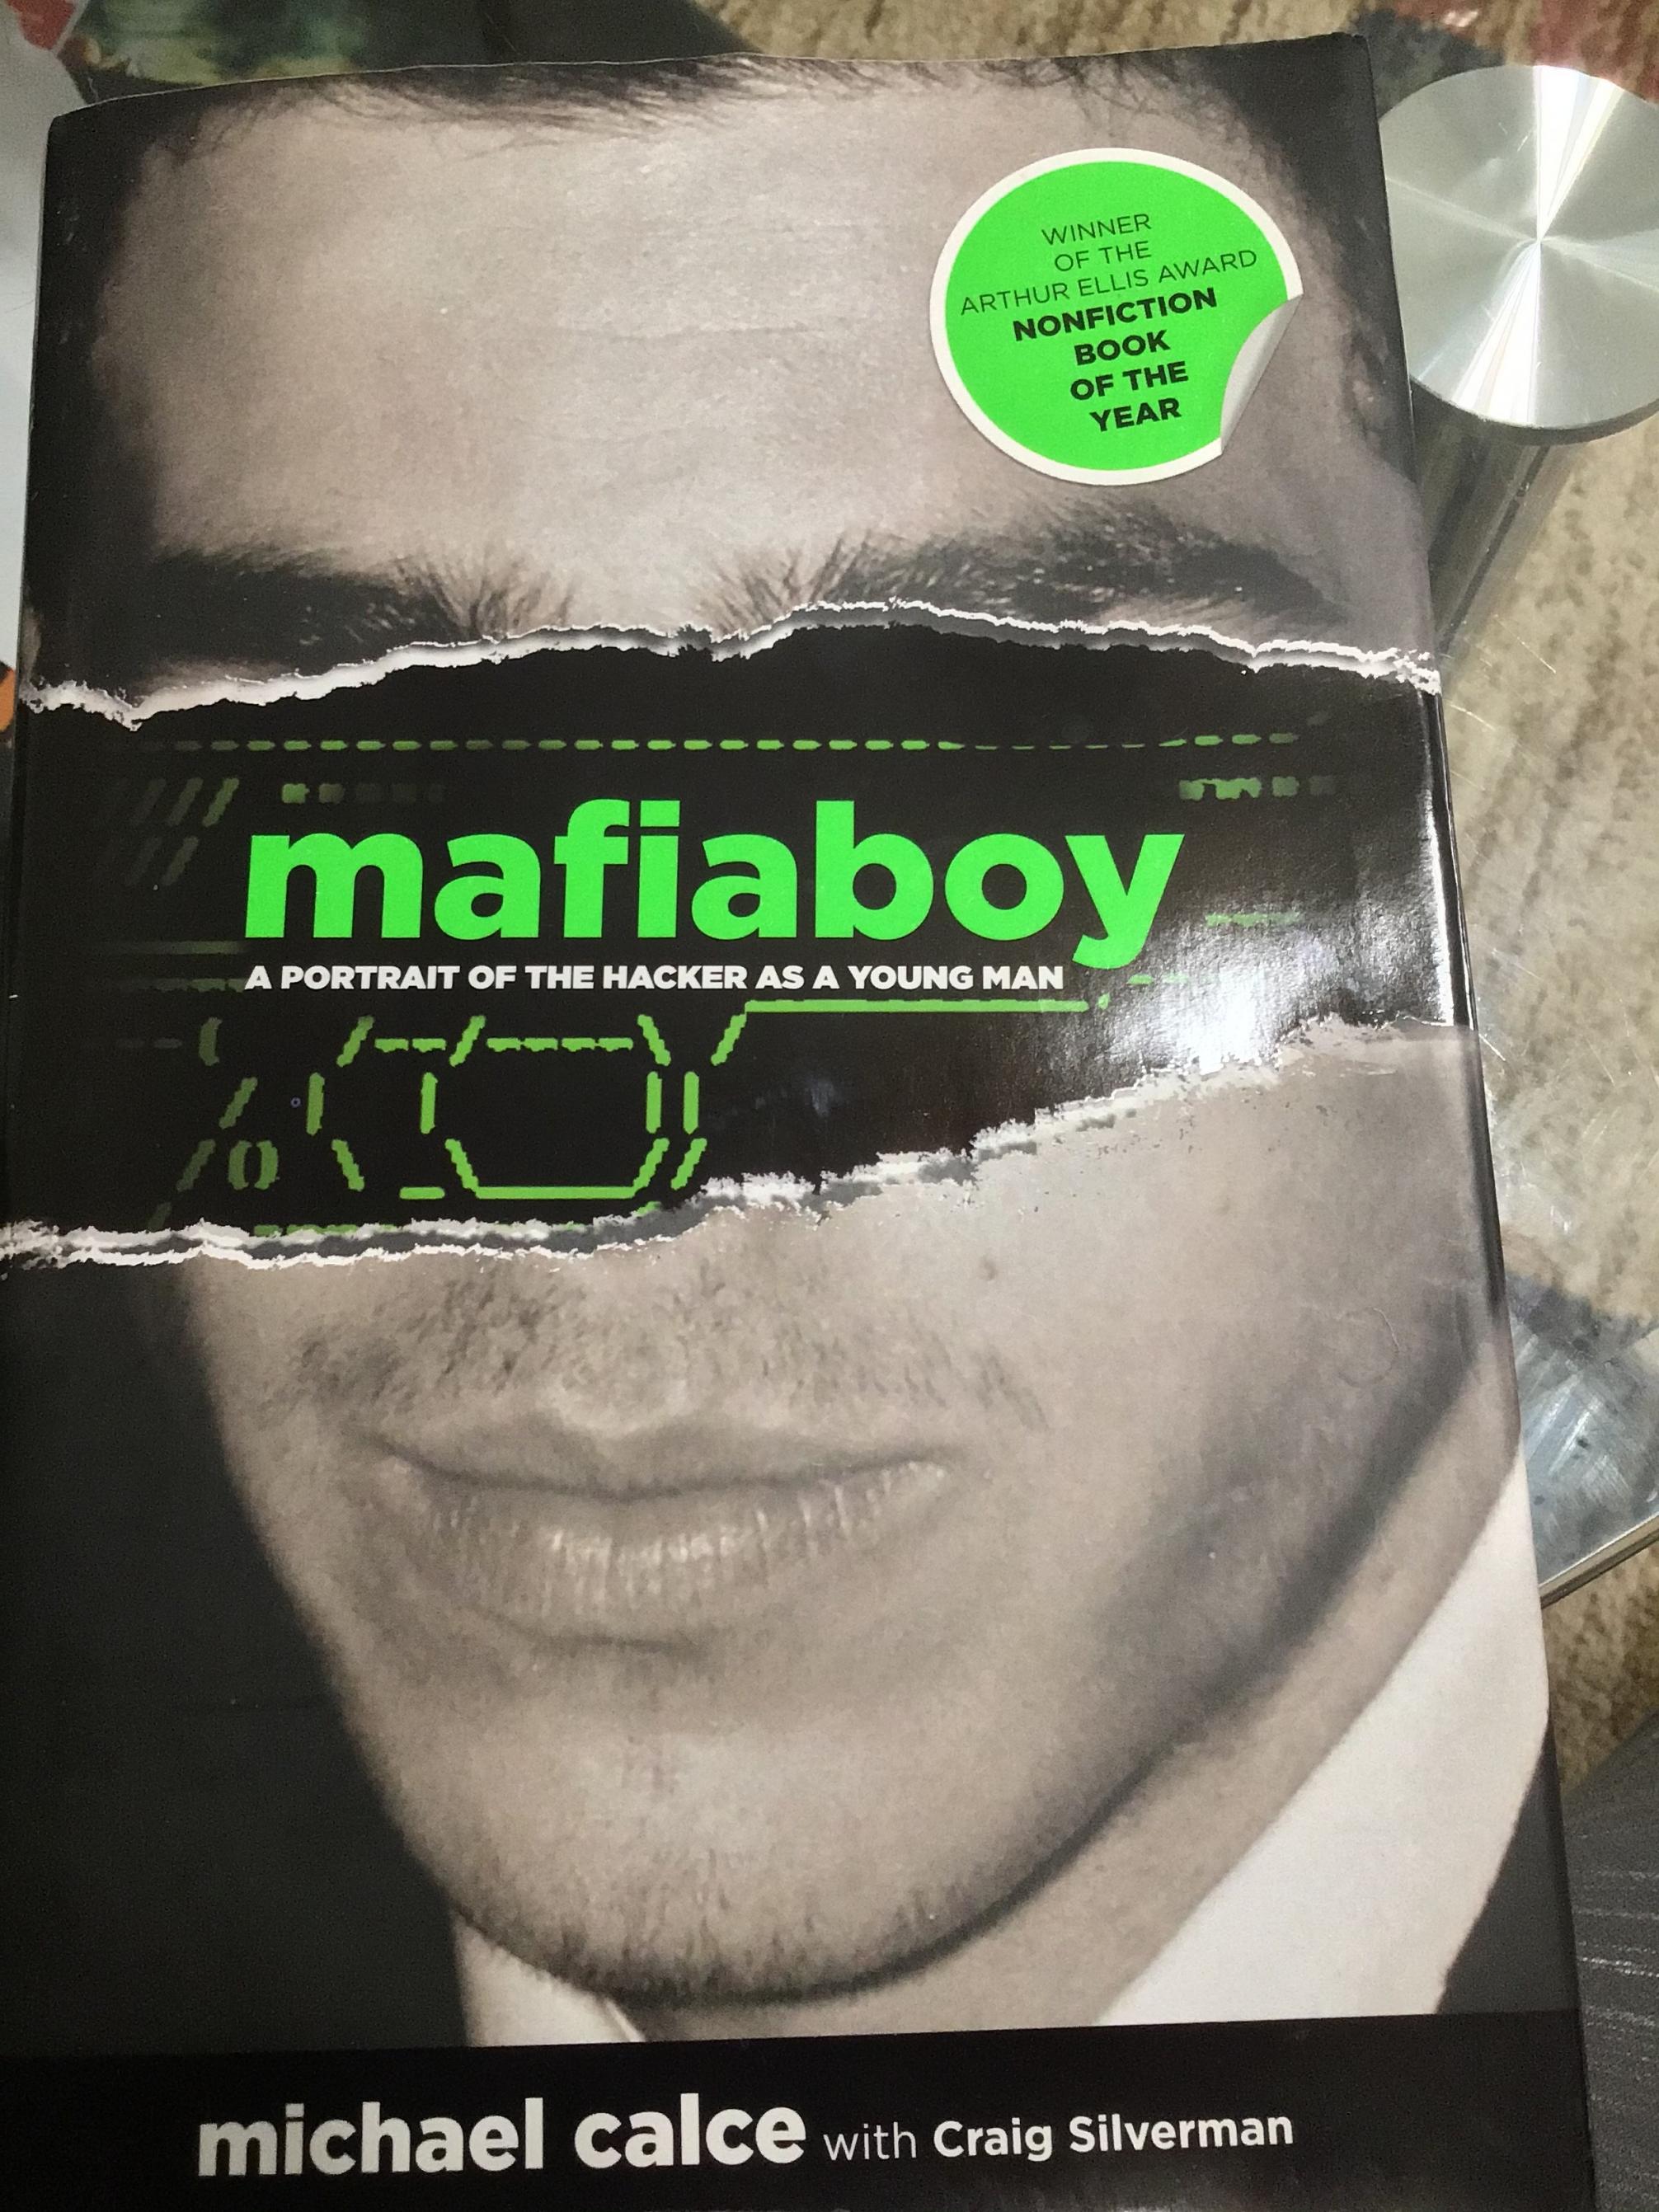 WINNER
OF THE
ARTHUR ELLIS AWARD
NONFICTION
BOOK
OF THE
YEAR
mafiaboy
A PORTRAIT OF THE HACKER AS A YOUNG MAN
michael calce with Craig Silverman